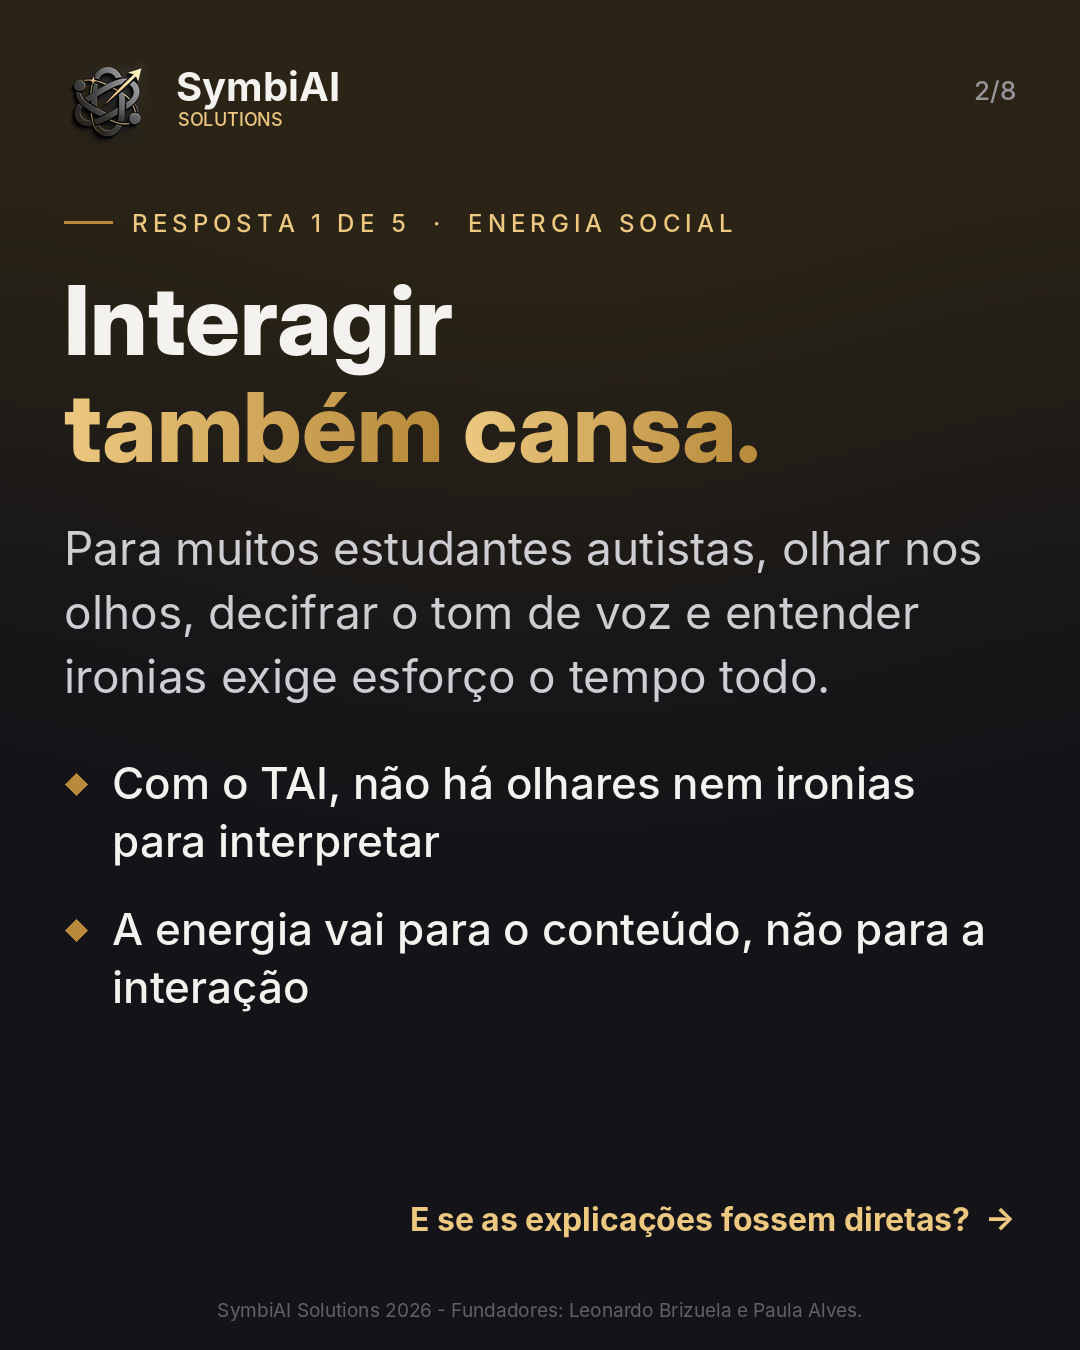 SymbiAI
SOLUTIONS
2/8
RESPOSTA 1 DE 5 · ENERGIA SOCIAL
Interagir
também cansa.
Para muitos estudantes autistas, olhar nos
olhos, decifrar o tom de voz e entender
ironias exige esforço o tempo todo.
◆ Com o TAI, não há olhares nem ironias
para interpretar
◆ A energia vai para o conteúdo, não para a
interação
E se as explicações fossem diretas? →
SymbiAI Solutions 2026 - Fundadores: Leonardo Brizuela e Paula Alves.